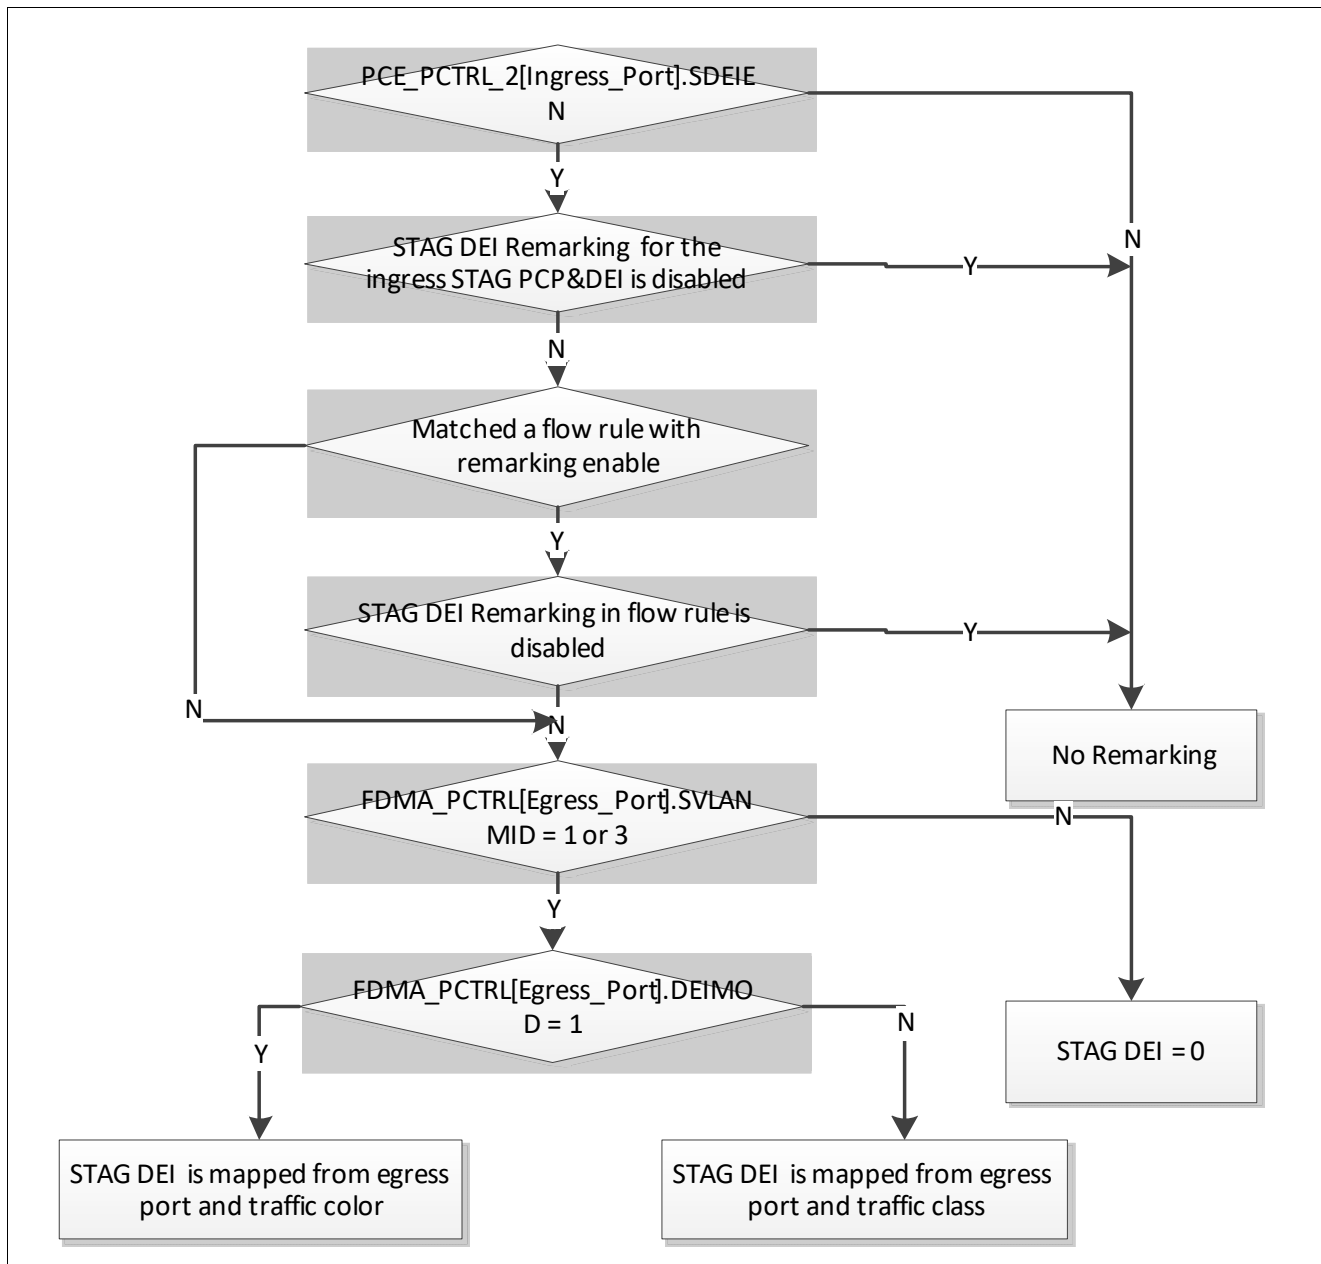 PCE_PCTRL_2[Ingress_Port].SDEIE
N
Y
N
STAG DEI Remarking for the
ingress STAG PCP&DEI is disabled
Y
N
Matched a flow rule with
remarking enable
Y
STAG DEI Remarking in flow rule is
disabled
Y
N
N
No Remarking
FDMA_PCTRL[Egress_Port].SVLAN
MID = 1 or 3
N
Y
FDMA_PCTRL[Egress_Port].DEIMO
D = 1
N
Y
STAG DEI = 0
STAG DEI is mapped from egress
port and traffic color
STAG DEI is mapped from egress
port and traffic class